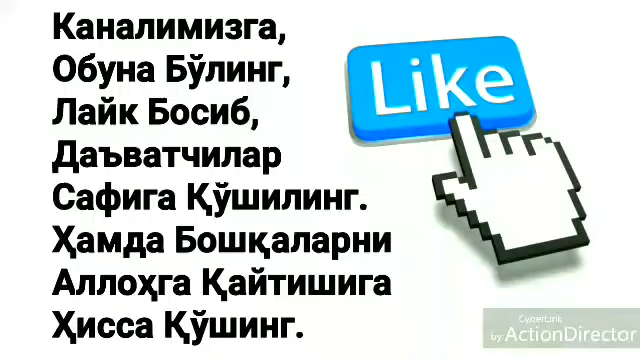 Каналимизга,
Обуна Бўлинг,
Лайк Босиб,
Даъватчилар
Сафига Қўшилинг.
Ҳамда Бошқаларни
Аллоҳга Қайтишига
Ҳисса Қўшинг.
Like
CyberLink
by ActionDirector